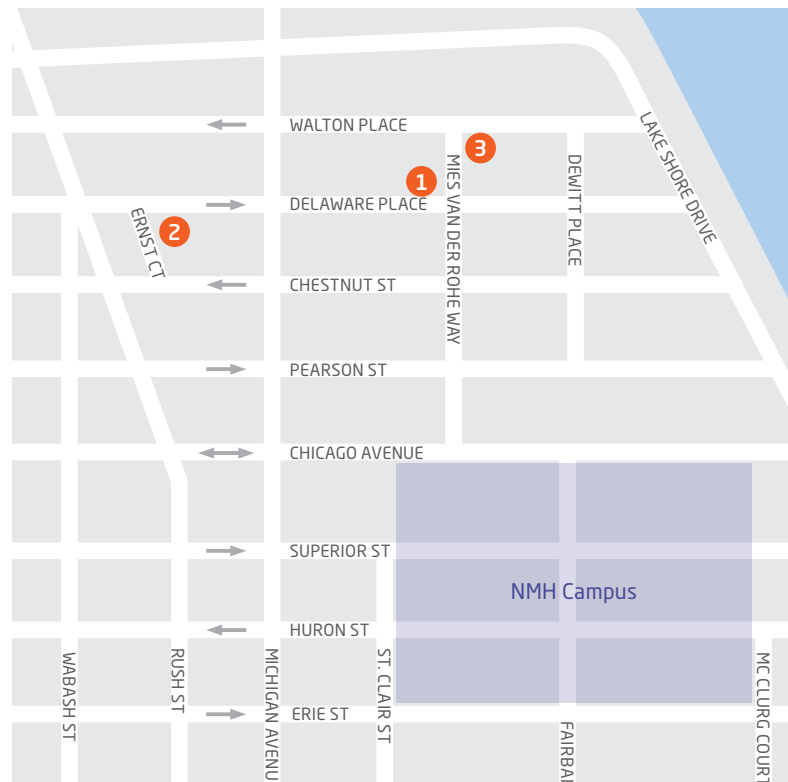 WALTON PLACE
3
1
MIES VAN DER ROHE WAY
DEWITT PLACE
LAKE SHORE DRIVE
DELAWARE PLACE
ERNST CT
2
CHESTNUT ST
PEARSON ST
CHICAGO AVENUE
SUPERIOR ST
NMH Campus
HURON ST
WABASH ST
RUSH ST
MICHIGAN AVENU
ST. CLAIR ST
MC CLURG COURT
ERIE ST
FAIRBA